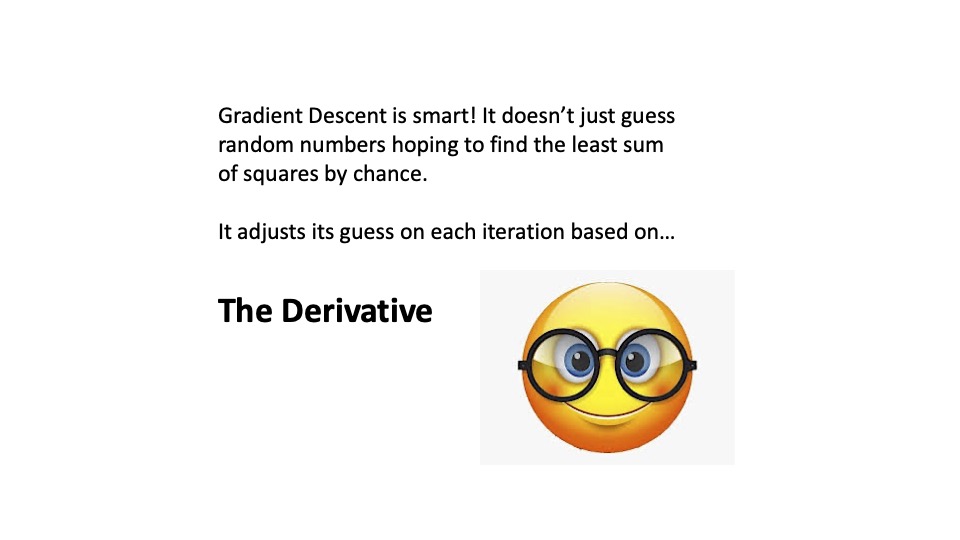 Gradient Descent is smart! It doesn’t just guess
random numbers hoping to find the least sum
of squares by chance.
It adjusts its guess on each iteration based on…
The Derivative